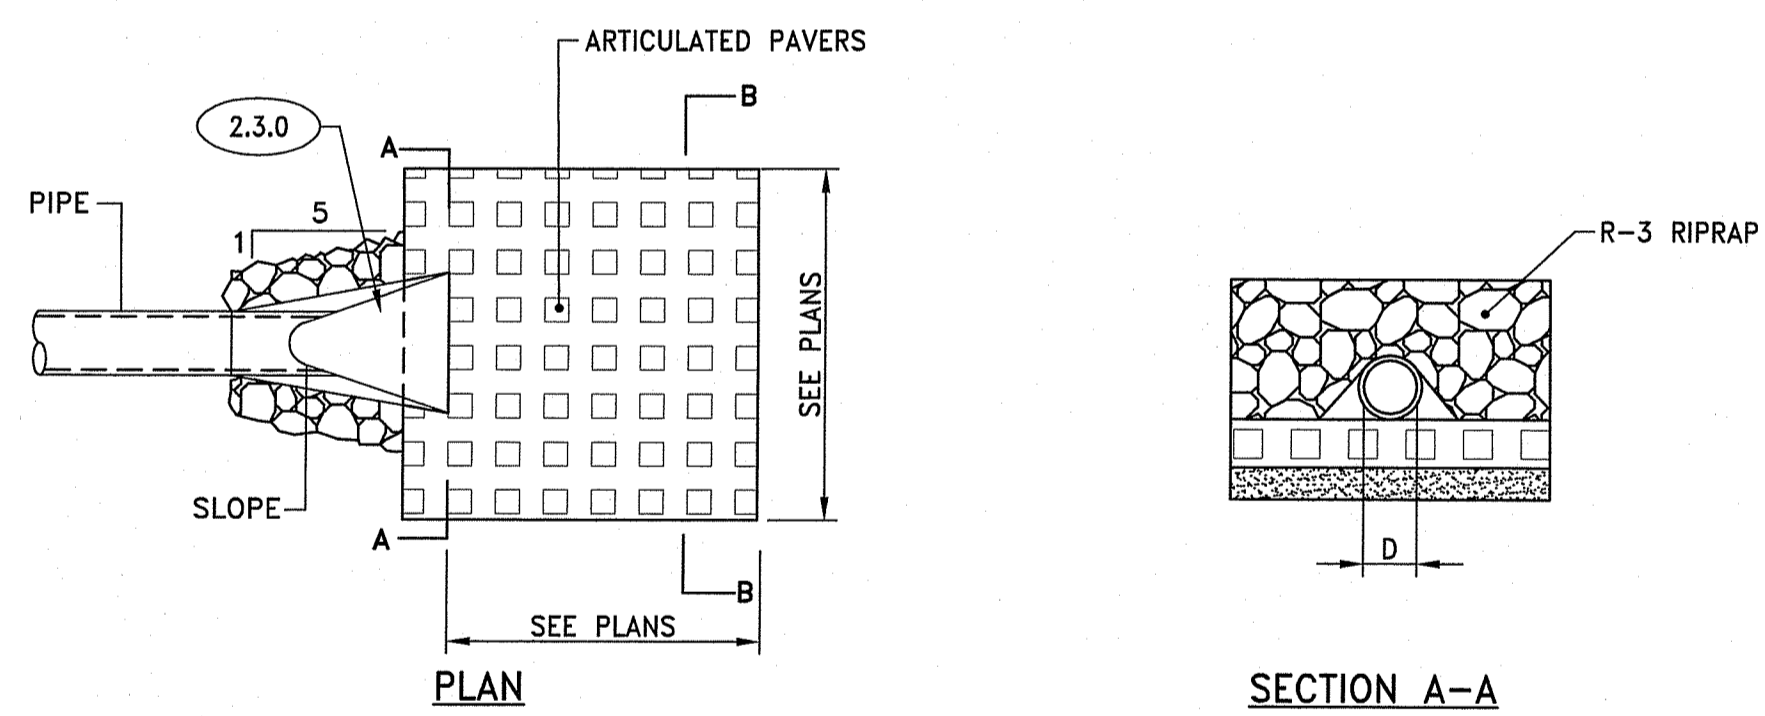 ARTICULATED PAVERS
B
2.3.0
A
PIPE
5
1
SEE PLANS
R-3 RIPRAP
SLOPE
A
D
B
SEE PLANS
PLAN
SECTION A-A